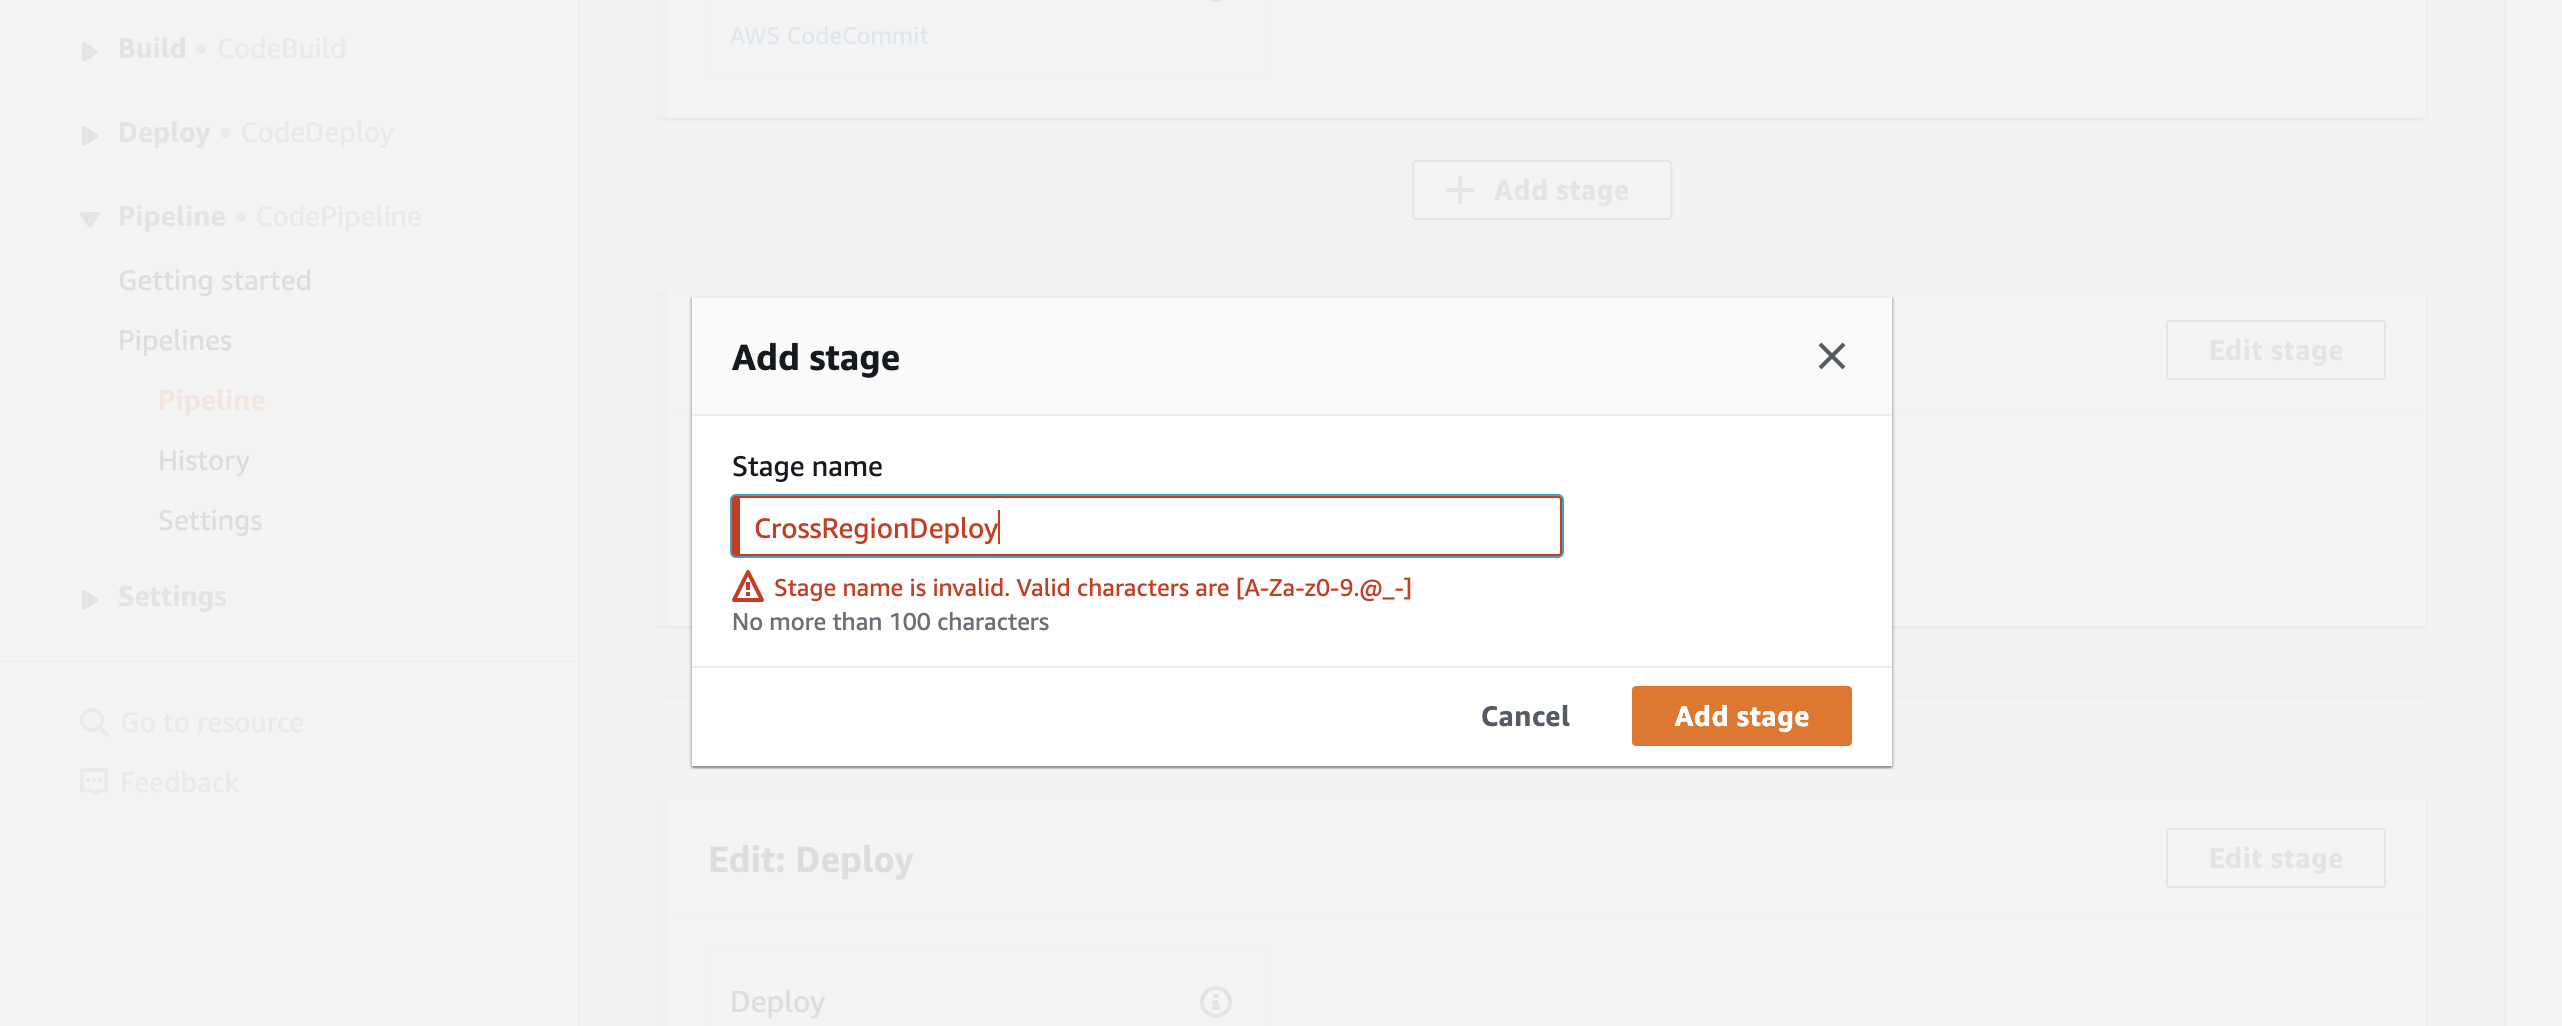 Build • CodeBuild
Deploy • CodeDeploy
Pipeline • CodePipeline
Getting started
Pipelines
Pipeline
History
Settings
Settings
Go to resource
Feedback
AWS CodeCommit
Add stage
Edit stage
Add stage
Stage name
CrossRegionDeploy
Stage name is invalid. Valid characters are [A-Za-z0-9.@_-]
No more than 100 characters
Cancel
Add stage
Edit: Deploy
Edit stage
Deploy